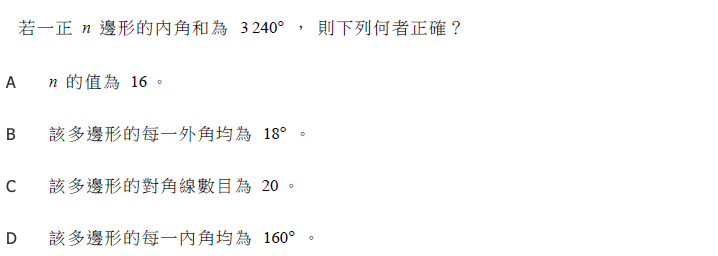 若一正 n 邊形的內角和為 3 240° ， 則下列何者正確？
A n 的值為 16 。
B 該多邊形的每一外角均為 18° 。
C 該多邊形的對角線數目為 20 。
D 該多邊形的每一內角均為 160° 。